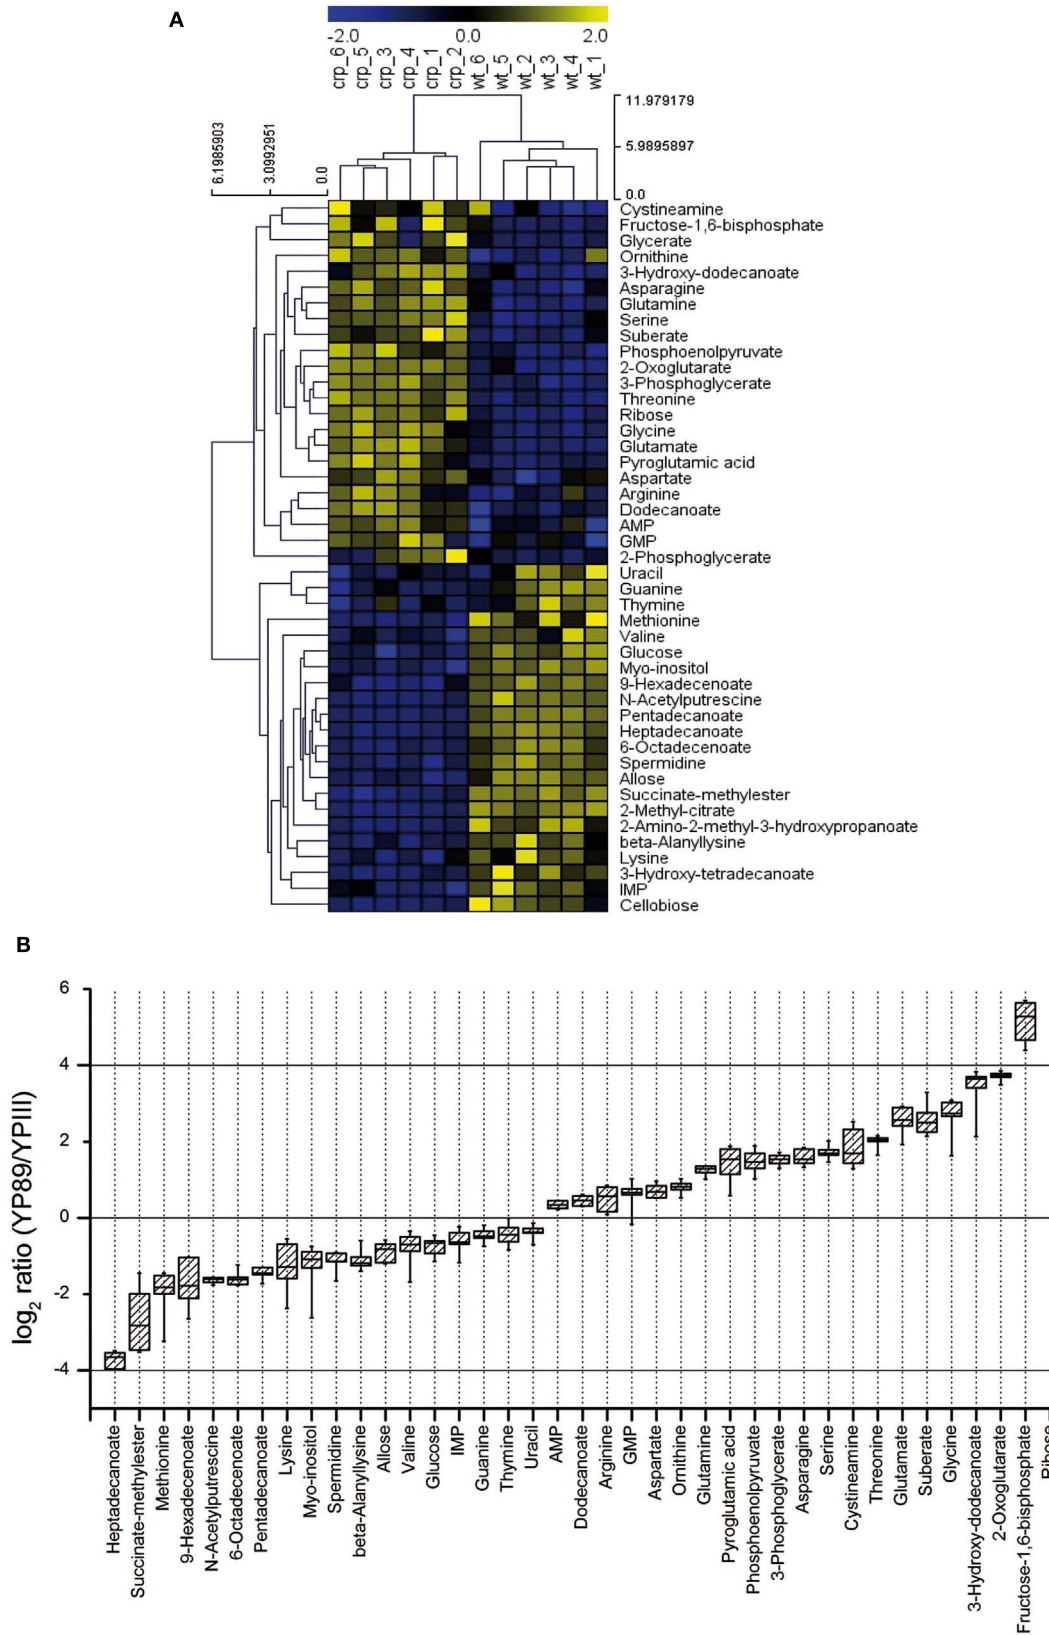 A
-2.0 0.0 2.0
crp_6 crp_5 crp_3 crp_4 crp_1 crp_2 wt_6 wt_5 wt_2 wt_3 wt_4 wt_1
11.979179
5.9895897
0.0
6.1985903 3.0992951 0.0
Cystineamine
Fructose-1,6-bisphosphate
Glycerate
Ornithine
3-Hydroxy-dodecanoate
Asparagine
Glutamine
Serine
Suberate
Phosphoenolpyruvate
2-Oxoglutarate
3-Phosphoglycerate
Threonine
Ribose
Glycine
Glutamate
Pyroglutamic acid
Aspartate
Arginine
Dodecanoate
AMP
GMP
2-Phosphoglycerate
Uracil
Guanine
Thymine
Methionine
Valine
Glucose
Myo-inositol
9-Hexadecenoate
N-Acetylputrescine
Pentadecanoate
Heptadecanoate
6-Octadecenoate
Spermidine
Allose
Succinate-methylester
2-Methyl-citrate
2-Amino-2-methyl-3-hydroxypropanoate
beta-Alanyllysine
Lysine
3-Hydroxy-tetradecanoate
IMP
Cellobiose
B
log2 ratio (YP89/YPIII)
6
4
2
0
-2
-4
Heptadecanoate
Succinate-methylester
Methionine
9-Hexadecenoate
N-Acetylputrescine
6-Octadecenoate
Pentadecanoate
Lysine
Myo-inositol
Spermidine
beta-Alanyllysine
Allose
Valine
Glucose
IMP
Guanine
Thymine
Uracil
AMP
Dodecanoate
Arginine
GMP
Aspartate
Ornithine
Glutamine
Pyroglutamic acid
Phosphoenolpyruvate
3-Phosphoglycerate
Asparagine
Serine
Cystineamine
Threonine
Glutamate
Suberate
Glycine
3-Hydroxy-dodecanoate
2-Oxoglutarate
Fructose-1,6-bisphosphate